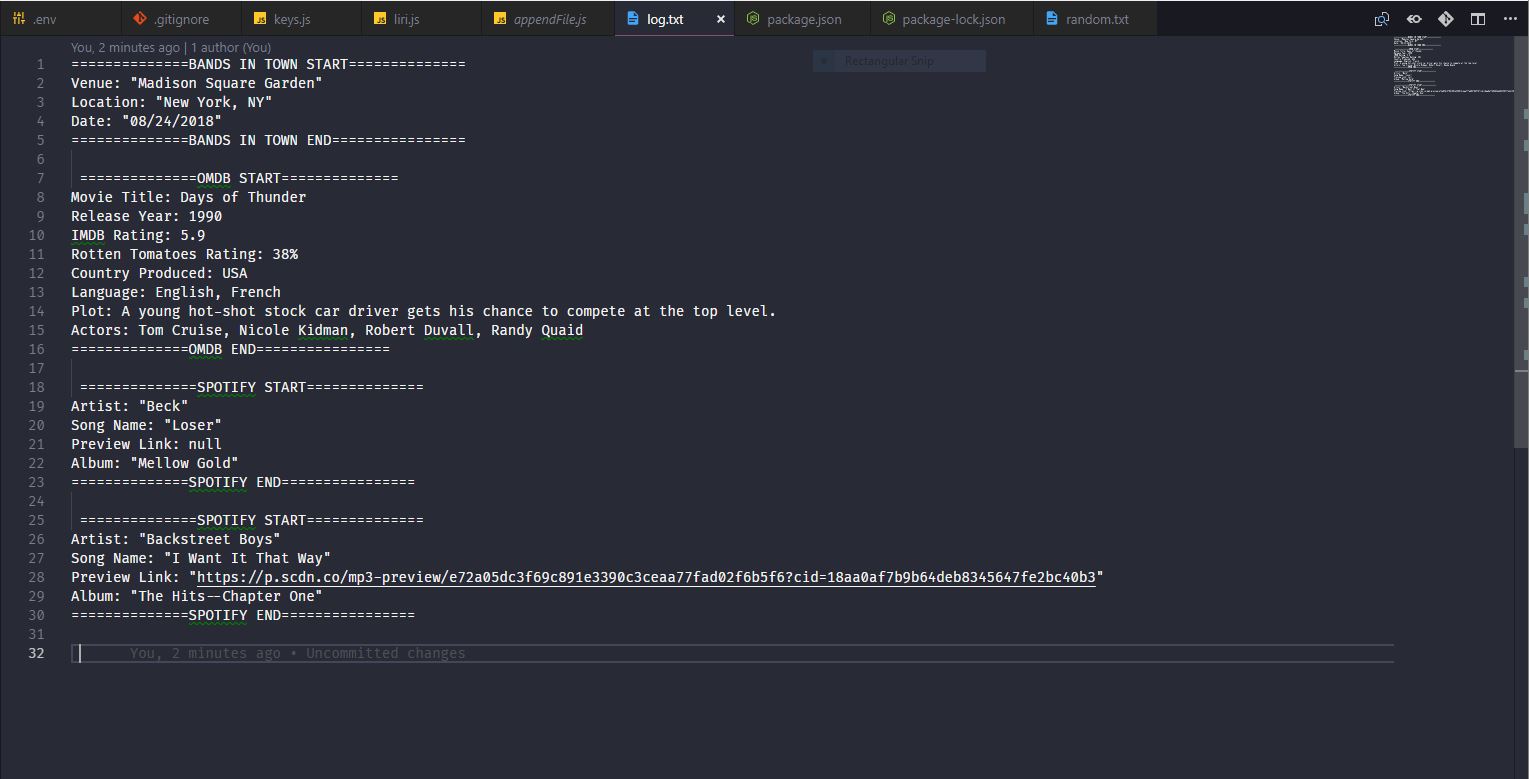 .env .gitignore keys.js liri.js appendFile.js log.txt × package.json package-lock.json random.txt
You, 2 minutes ago | 1 author (You)
Rectangular Snip
1 ==============BANDS IN TOWN START==============
2 Venue: "Madison Square Garden"
3 Location: "New York, NY"
4 Date: "08/24/2018"
5 ==============BANDS IN TOWN END================
6
7 ==============OMDB START==============
8 Movie Title: Days of Thunder
9 Release Year: 1990
10 IMDB Rating: 5.9
11 Rotten Tomatoes Rating: 38%
12 Country Produced: USA
13 Language: English, French
14 Plot: A young hot-shot stock car driver gets his chance to compete at the top level.
15 Actors: Tom Cruise, Nicole Kidman, Robert Duvall, Randy Quaid
16 ==============OMDB END================
17
18 ==============SPOTIFY START==============
19 Artist: "Beck"
20 Song Name: "Loser"
21 Preview Link: null
22 Album: "Mellow Gold"
23 ==============SPOTIFY END================
24
25 ==============SPOTIFY START==============
26 Artist: "Backstreet Boys"
27 Song Name: "I Want It That Way"
28 Preview Link: "https://p.scdn.co/mp3-preview/e72a05dc3f69c891e3390c3ceaa77fad02f6b5f6?cid=18aa0af7b9b64deb8345647fe2bc40b3"
29 Album: "The Hits--Chapter One"
30 ==============SPOTIFY END================
31
32 You, 2 minutes ago • Uncommitted changes